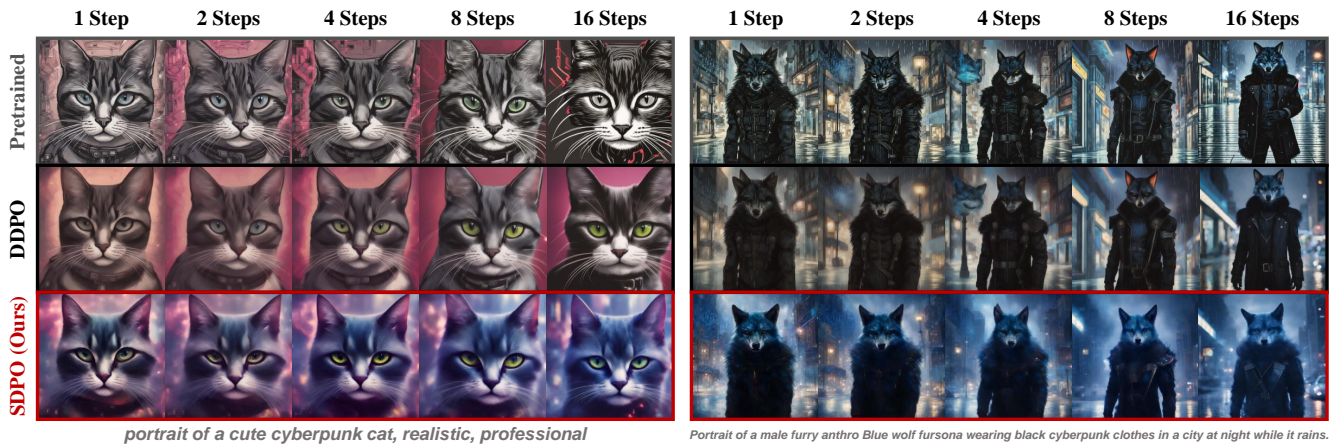 1 Step 2 Steps 4 Steps 8 Steps 16 Steps 1 Step 2 Steps 4 Steps 8 Steps 16 Steps
Pretrained
DDPO
SDPO (Ours)
portrait of a cute cyberpunk cat, realistic, professional
Portrait of a male furry anthro Blue wolf fursona wearing black cyberpunk clothes in a city at night while it rains.